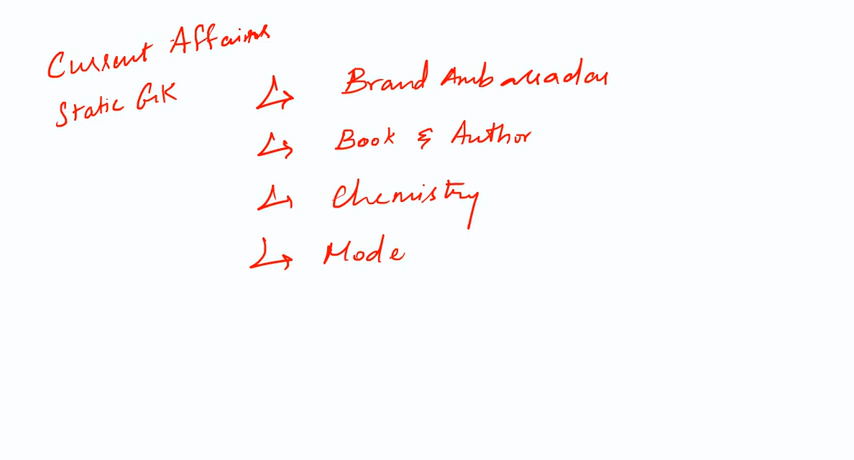 Current Affairs
Static GK
Brand Ambassador
Book & Author
Chemistry
Mode